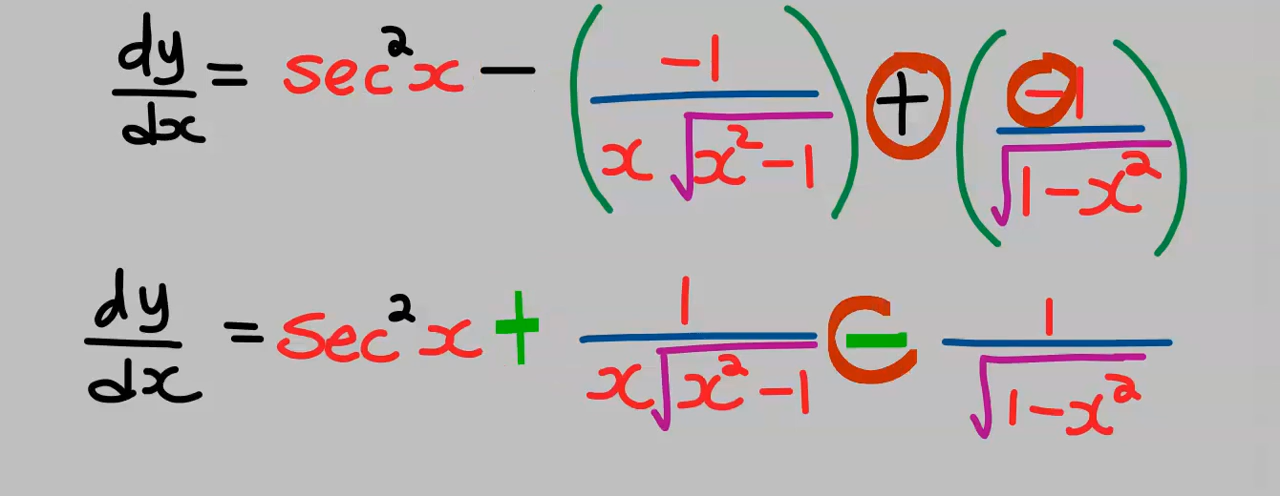 dy/dx = sec²x − (−1/(x√(x²−1))) + (−1/√(1−x²))
dy/dx = sec²x + 1/(x√(x²−1)) − 1/√(1−x²)